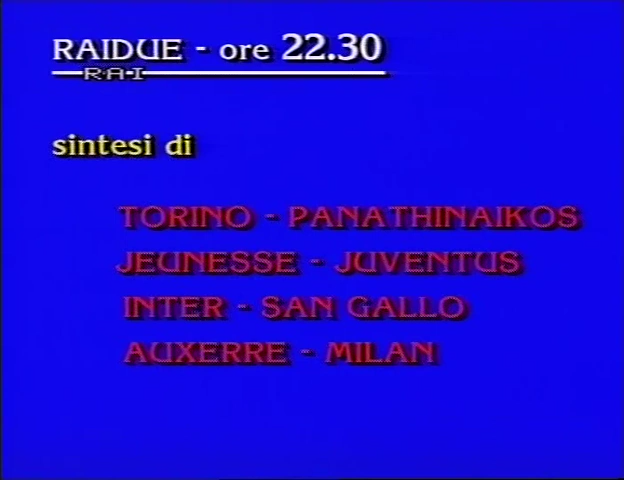 RAIDUE - ore 22.30
RAI
sintesi di
TORINO - PANATHINAIKOS
JEUNESSE - JUVENTUS
INTER - SAN GALLO
AUXERRE - MILAN